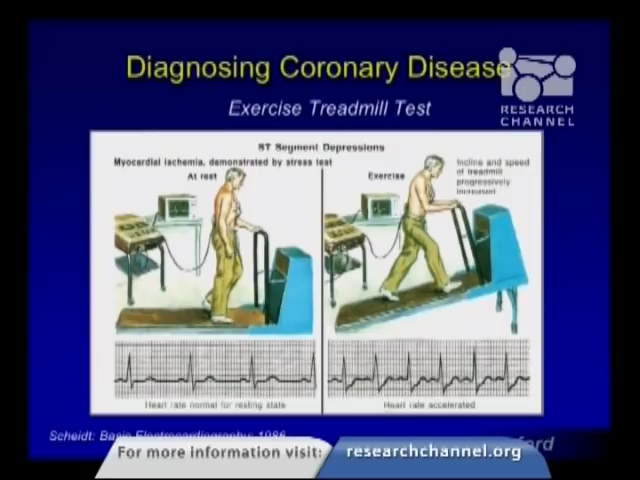 Diagnosing Coronary Disease
RESEARCH
CHANNEL
Exercise Treadmill Test
ST Segment Depressions
Myocardial ischemia, demonstrated by stress test
At rest
Exercise
Incline and speed
of treadmill
progressively
increased
Heart rate normal for resting state
Heart rate accelerated
Scheidt: Basic Electrocardiography 1986
ford
For more information visit:
researchchannel.org